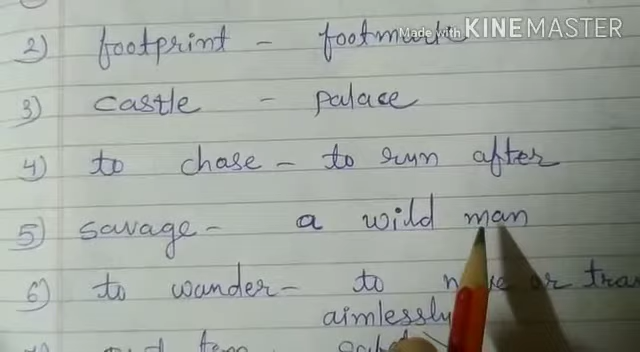 Made with KINEMASTER
2) footprint - footmark
3) castle - palace
4) to chase - to run after
5) savage - a wild man
6) to wander - to or
aimlessly